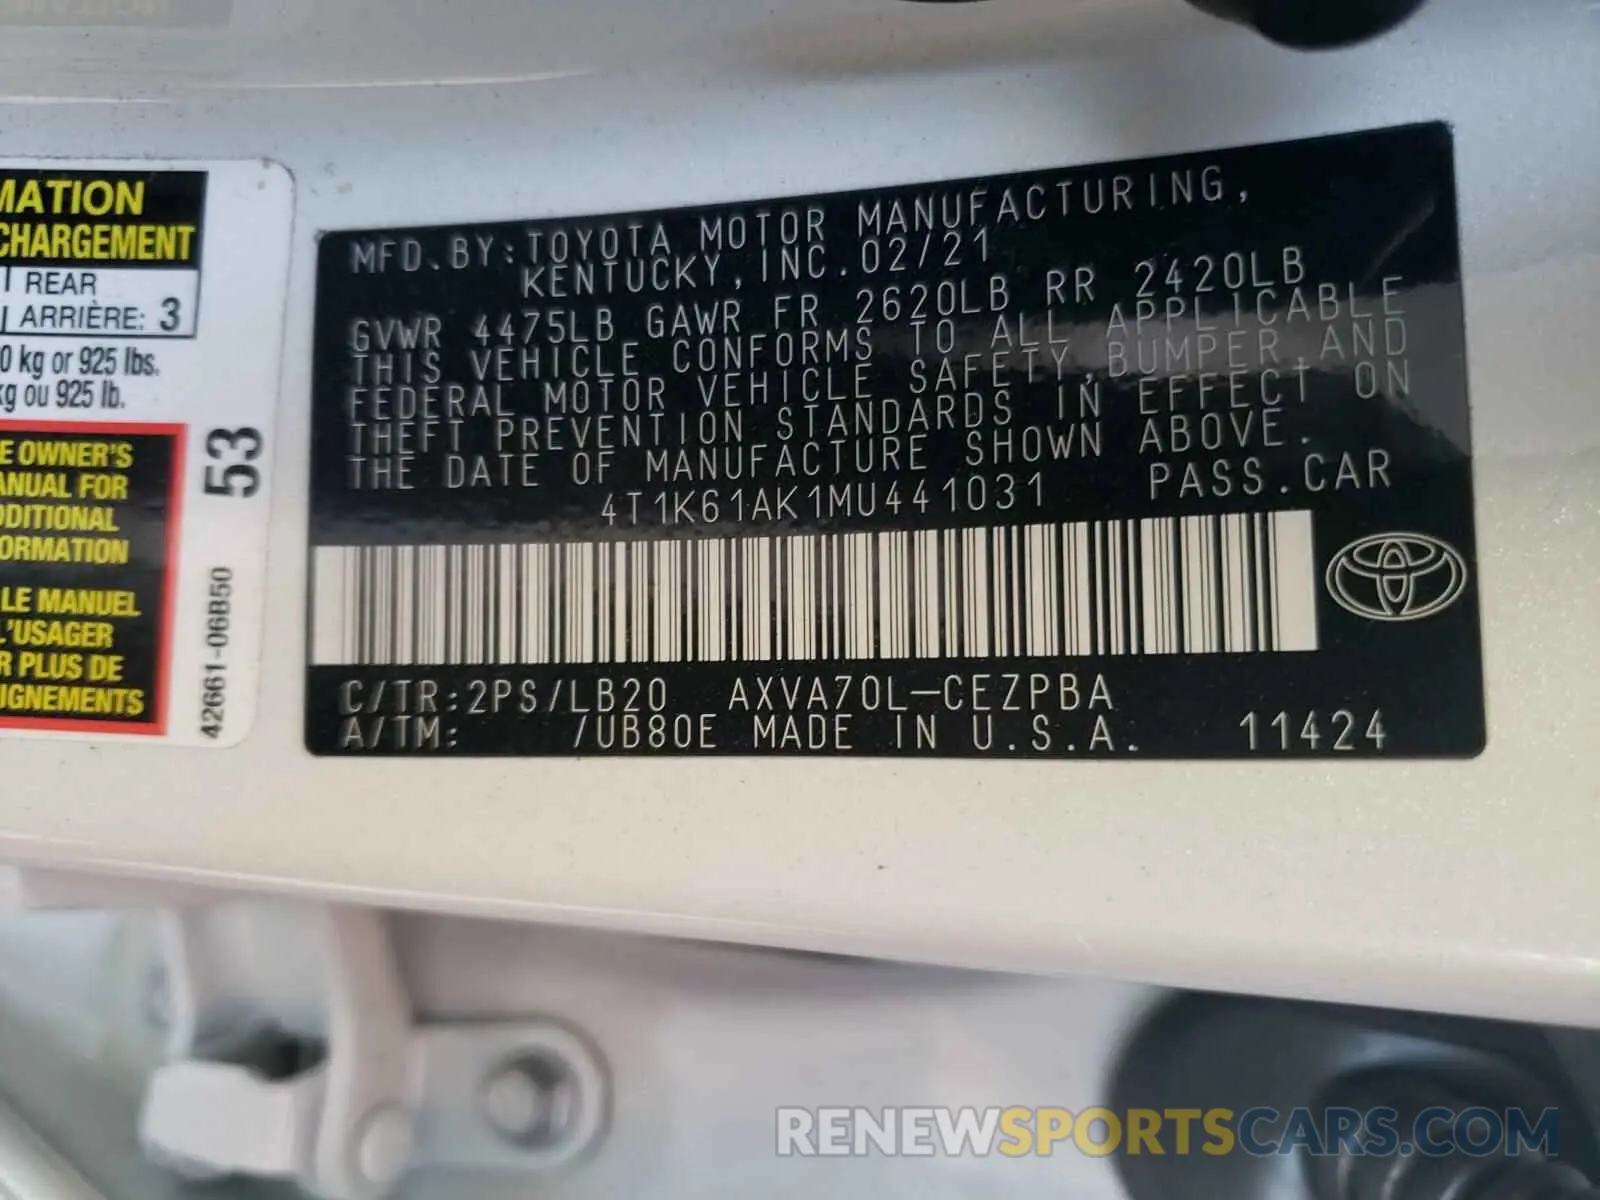 MATION
CHARGEMENT
REAR
ARRIÈRE: 3
0 kg or 925 lbs.
kg ou 925 lb.
E OWNER'S
ANUAL FOR
DDITIONAL
FORMATION
LE MANUEL
L'USAGER
R PLUS DE
IGNEMENTS
53
42661-06B50
MFD.BY:TOYOTA MOTOR MANUFACTURING,
KENTUCKY,INC.02/21
GVWR 4475LB GAWR FR 2620LB RR 2420LB
THIS VEHICLE CONFORMS TO ALL APPLICABLE
FEDERAL MOTOR VEHICLE SAFETY,BUMPER,AND
THEFT PREVENTION STANDARDS IN EFFECT ON
THE DATE OF MANUFACTURE SHOWN ABOVE.
4T1K61AK1MU441031 PASS.CAR
C/TR:2PS/LB20 AXVA70L-CEZPBA
A/TM: /UB80E MADE IN U.S.A. 11424
RENEWSPORTSCARS.COM